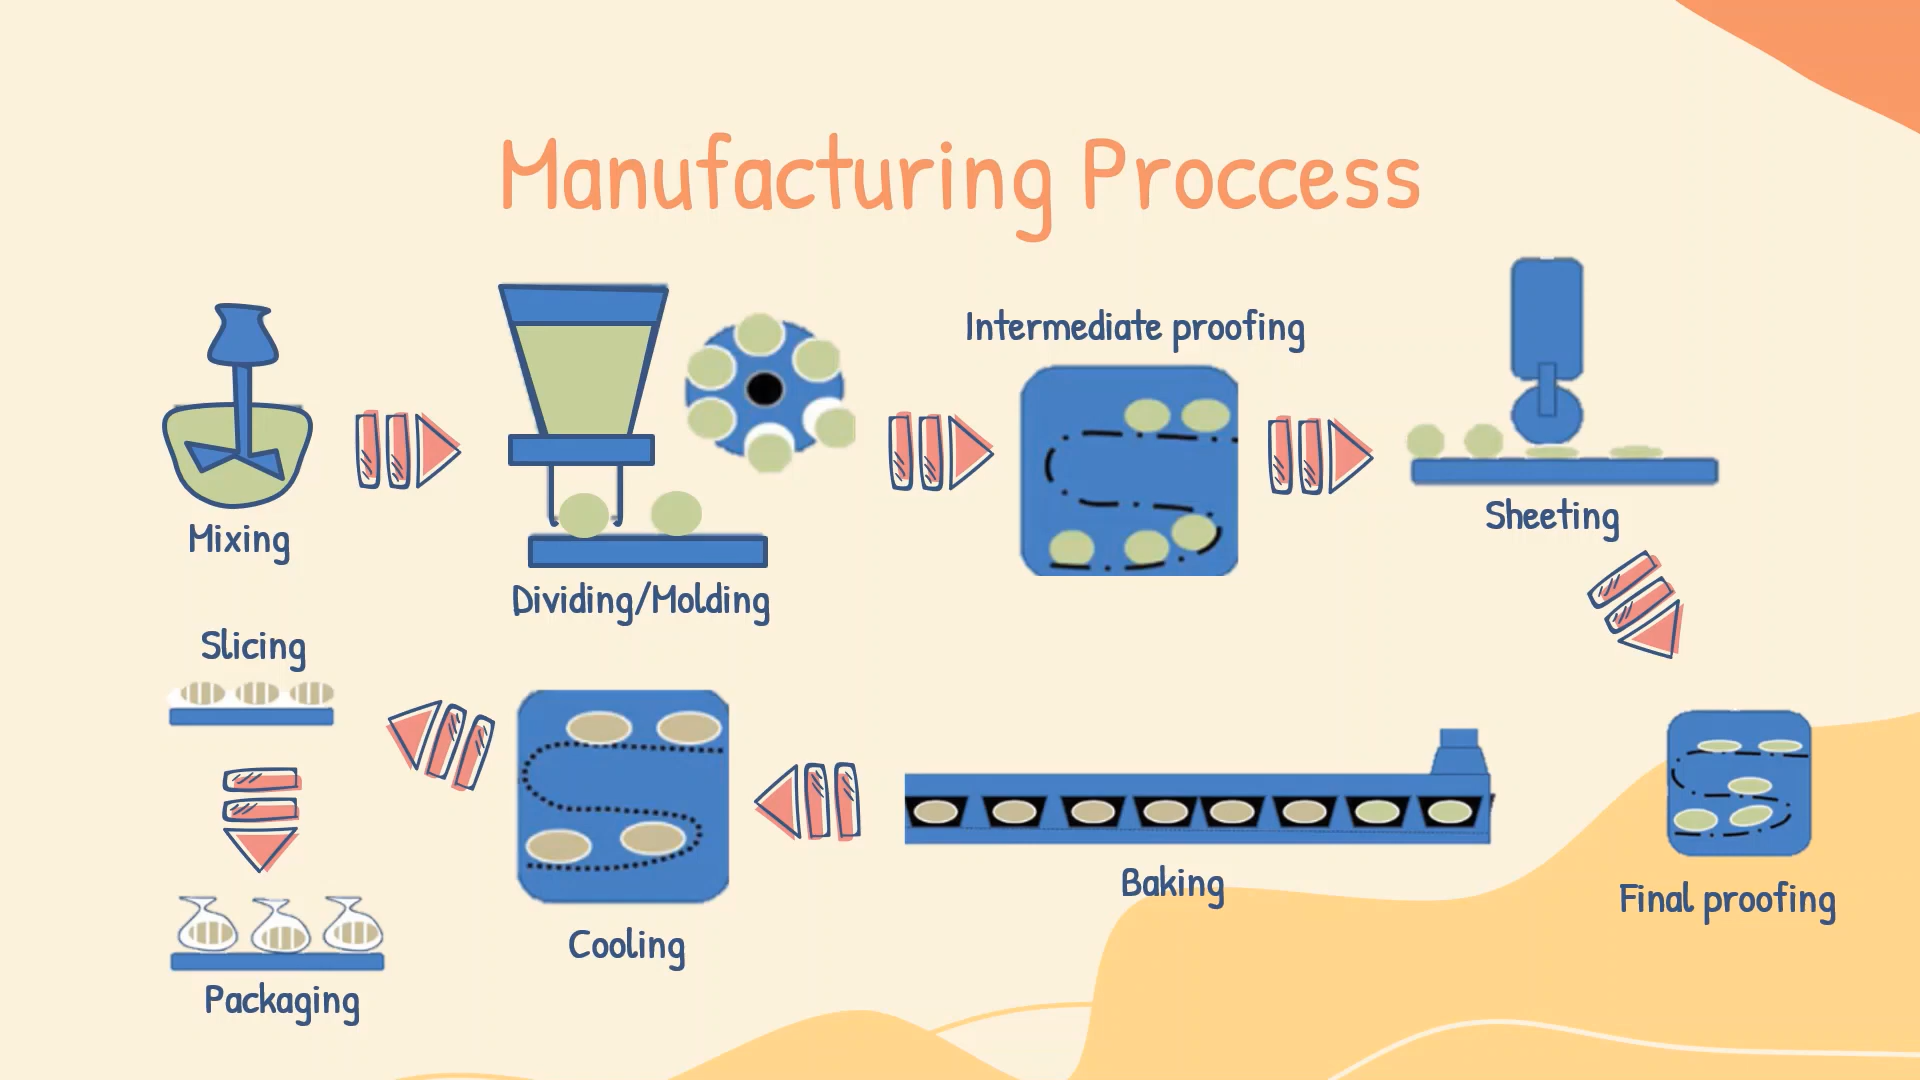 Manufacturing Proccess
Mixing
Dividing/Molding
Intermediate proofing
Sheeting
Final proofing
Baking
Cooling
Slicing
Packaging